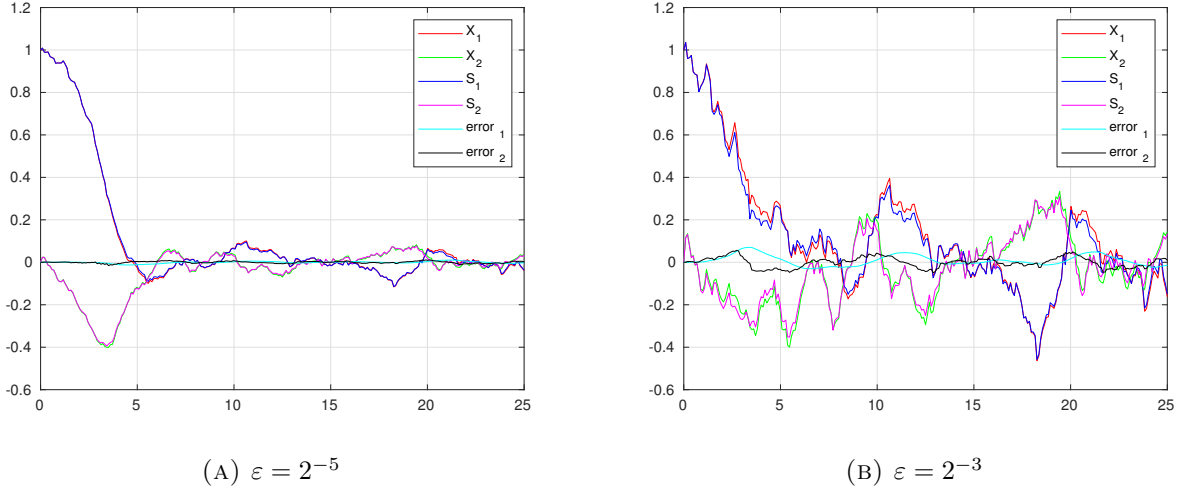 1.2
1
0.8
0.6
0.4
0.2
0
-0.2
-0.4
-0.6
0 5 10 15 20 25
X₁
X₂
S₁
S₂
error ₁
error ₂
(A) ε = 2⁻⁵
1.2
1
0.8
0.6
0.4
0.2
0
-0.2
-0.4
-0.6
0 5 10 15 20 25
X₁
X₂
S₁
S₂
error ₁
error ₂
(B) ε = 2⁻³